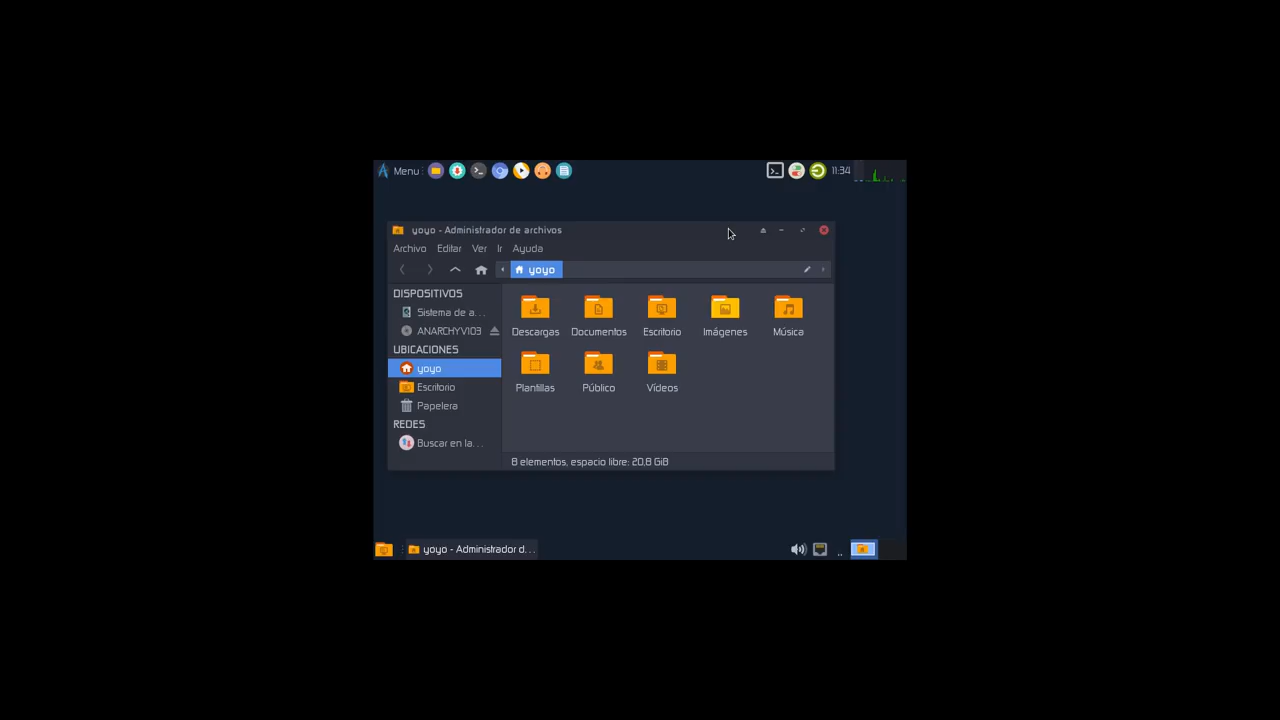 Menu
11:34
yoyo - Administrador de archivos
Archivo Editar Ver Ir Ayuda
yoyo
DISPOSITIVOS
Sistema de a...
ANARCHYV103
UBICACIONES
yoyo
Escritorio
Papelera
REDES
Buscar en la...
Descargas Documentos Escritorio Imágenes Música
Plantillas Público Vídeos
8 elementos, espacio libre: 20,8 GiB
yoyo - Administrador d...